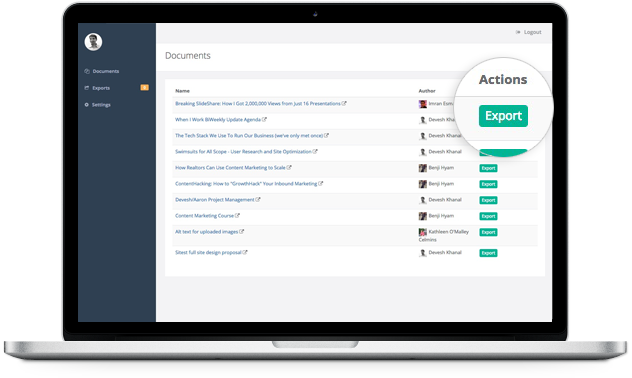 Logout
Documents
Documents
Exports
Settings
Name Author Actions
Breaking SlideShare: How I Got 2,000,000 Views from Just 16 Presentations Imran Esm
Export
When I Work BiWeekly Update Agenda Devesh Khanal
The Tech Stack We Use To Run Our Business (we've only met once) Devesh Khanal
Swimsuits for All Scope - User Research and Site Optimization Devesh Khanal
How Realtors Can Use Content Marketing to Scale Benji Hyam Export
ContentHacking: How to "GrowthHack" Your Inbound Marketing Benji Hyam Export
Devesh/Aaron Project Management Devesh Khanal Export
Content Marketing Course Benji Hyam Export
Alt text for uploaded images Kathleen O'Malley Export
Celmins
Sitest full site design proposal Devesh Khanal Export